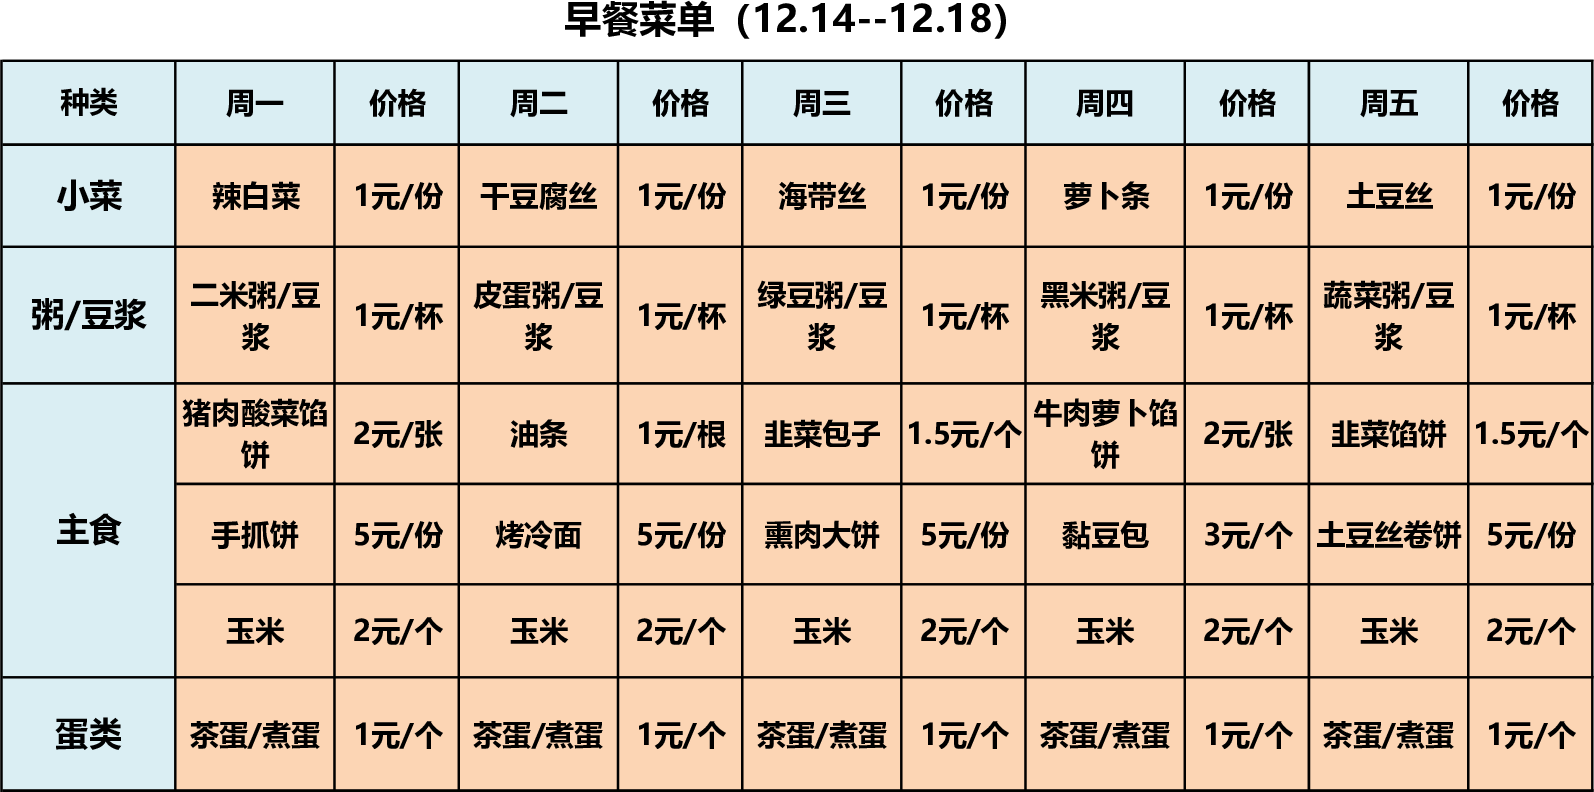 早餐菜单（12.14--12.18）
种类 周一 价格 周二 价格 周三 价格 周四 价格 周五 价格
小菜 辣白菜 1元/份 干豆腐丝 1元/份 海带丝 1元/份 萝卜条 1元/份 土豆丝 1元/份
粥/豆浆 二米粥/豆浆 1元/杯 皮蛋粥/豆浆 1元/杯 绿豆粥/豆浆 1元/杯 黑米粥/豆浆 1元/杯 蔬菜粥/豆浆 1元/杯
主食 猪肉酸菜馅饼 2元/张 油条 1元/根 韭菜包子 1.5元/个 牛肉萝卜馅饼 2元/张 韭菜馅饼 1.5元/个
手抓饼 5元/份 烤冷面 5元/份 熏肉大饼 5元/份 黏豆包 3元/个 土豆丝卷饼 5元/份
玉米 2元/个 玉米 2元/个 玉米 2元/个 玉米 2元/个 玉米 2元/个
蛋类 茶蛋/煮蛋 1元/个 茶蛋/煮蛋 1元/个 茶蛋/煮蛋 1元/个 茶蛋/煮蛋 1元/个 茶蛋/煮蛋 1元/个